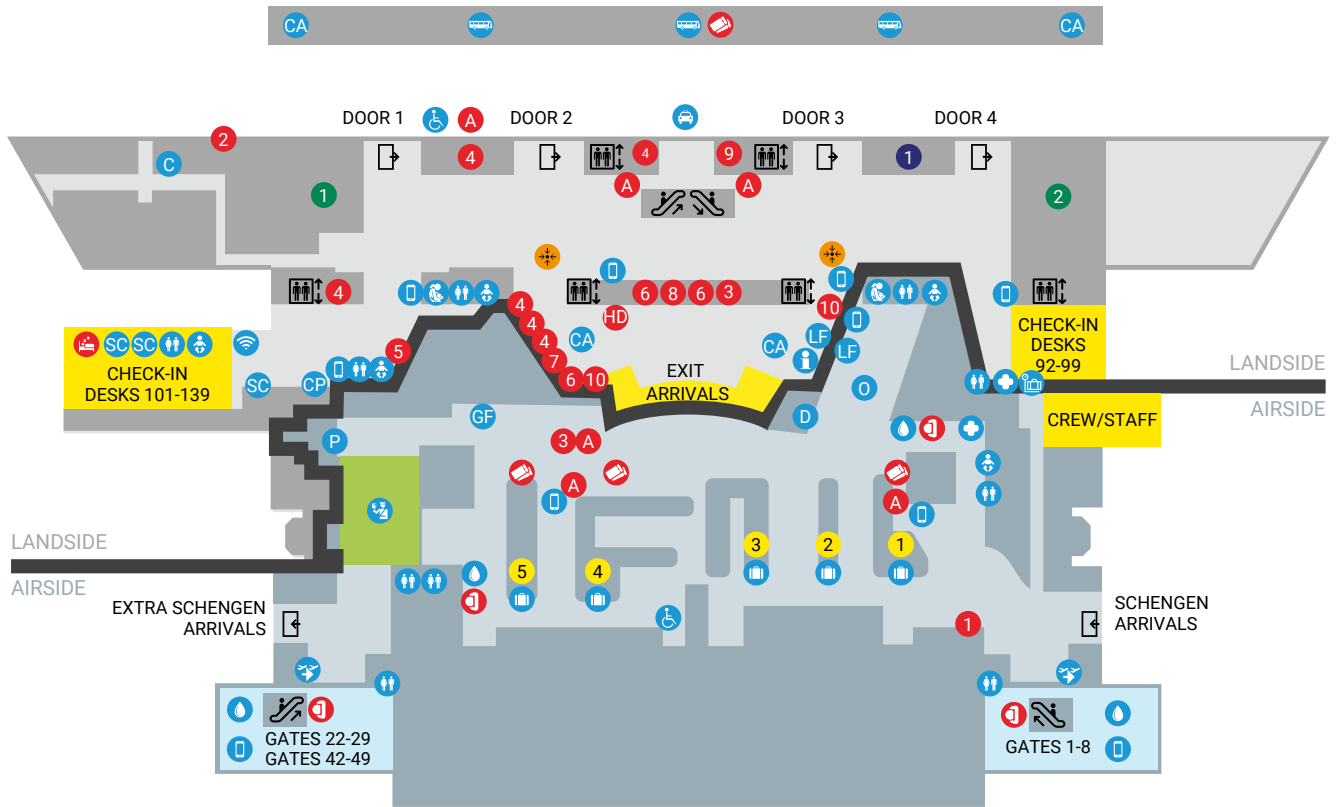 CA CA
DOOR 1 A DOOR 2 DOOR 3 DOOR 4
2 C 4 4 9 1
A A
1 2
4 6 8 6 3
4 HD 10
4 CA LF
4 CA LF
SC SC 5 7
CHECK-IN
DESKS 101-139
SC CP 6 10
EXIT
ARRIVALS
O
CHECK-IN
DESKS
92-99
LANDSIDE
AIRSIDE
CREW/STAFF
GF D
P 3 A
A A
3 2 1
5 4
LANDSIDE
AIRSIDE
EXTRA SCHENGEN
ARRIVALS
1
SCHENGEN
ARRIVALS
GATES 22-29
GATES 42-49
GATES 1-8